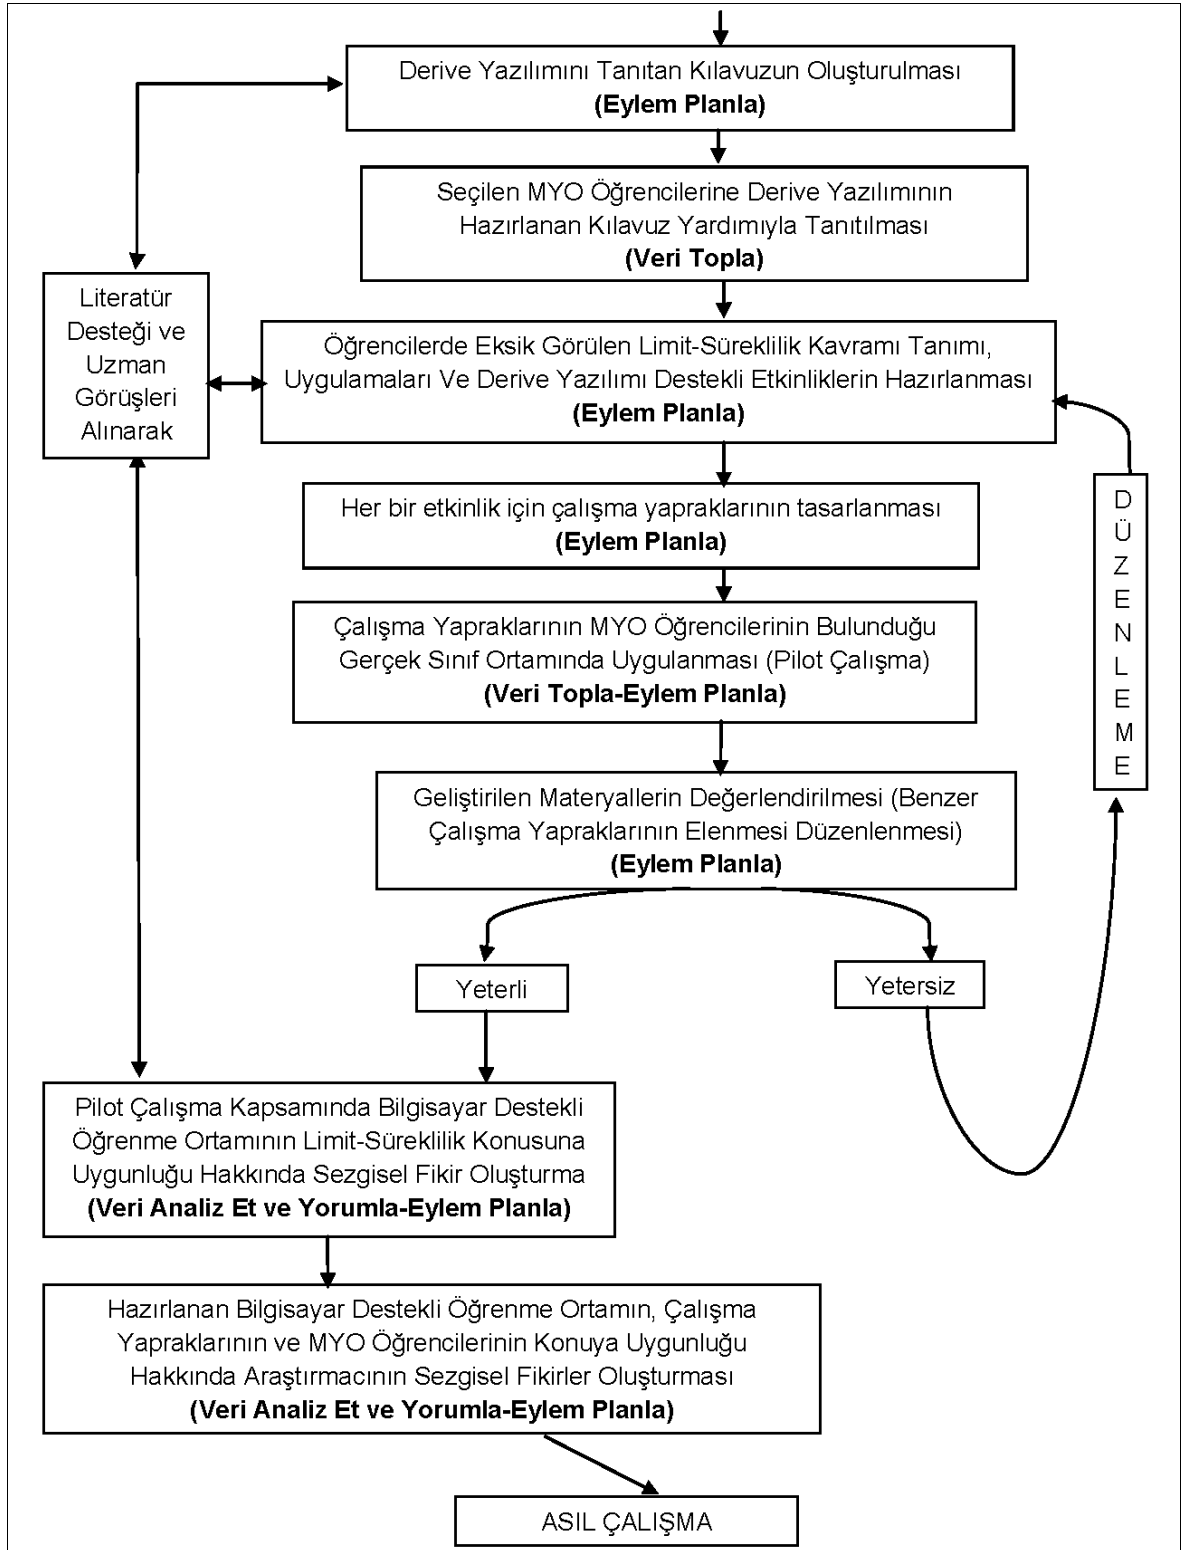 Derive Yazılımını Tanıtan Kılavuzun Oluşturulması
(Eylem Planla)
Seçilen MYO Öğrencilerine Derive Yazılımının
Hazırlanan Kılavuz Yardımıyla Tanıtılması
(Veri Topla)
Literatür
Desteği ve
Uzman
Görüşleri
Alınarak
Öğrencilerde Eksik Görülen Limit-Süreklilik Kavramı Tanımı,
Uygulamaları Ve Derive Yazılımı Destekli Etkinliklerin Hazırlanması
(Eylem Planla)
Her bir etkinlik için çalışma yapraklarının tasarlanması
(Eylem Planla)
D
Ü
Z
E
N
L
E
M
E
Çalışma Yapraklarının MYO Öğrencilerinin Bulunduğu
Gerçek Sınıf Ortamında Uygulanması (Pilot Çalışma)
(Veri Topla-Eylem Planla)
Geliştirilen Materyallerin Değerlendirilmesi (Benzer
Çalışma Yapraklarının Elenmesi Düzenlenmesi)
(Eylem Planla)
Yeterli
Yetersiz
Pilot Çalışma Kapsamında Bilgisayar Destekli
Öğrenme Ortamının Limit-Süreklilik Konusuna
Uygunluğu Hakkında Sezgisel Fikir Oluşturma
(Veri Analiz Et ve Yorumla-Eylem Planla)
Hazırlanan Bilgisayar Destekli Öğrenme Ortamın, Çalışma
Yapraklarının ve MYO Öğrencilerinin Konuya Uygunluğu
Hakkında Araştırmacının Sezgisel Fikirler Oluşturması
(Veri Analiz Et ve Yorumla-Eylem Planla)
ASIL ÇALIŞMA